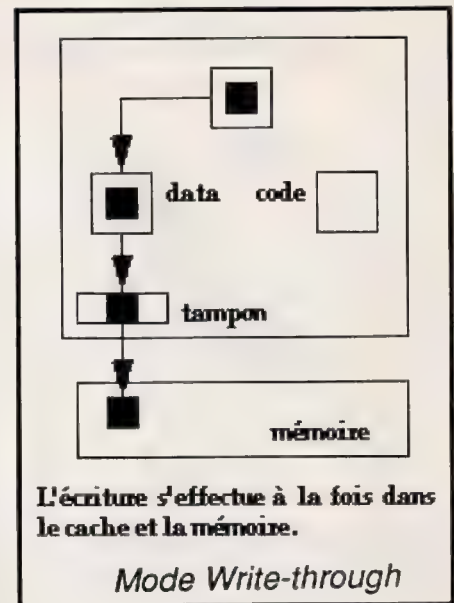 data code
tampon
mémoire
L'écriture s'effectue à la fois dans
le cache et la mémoire.
Mode Write-through